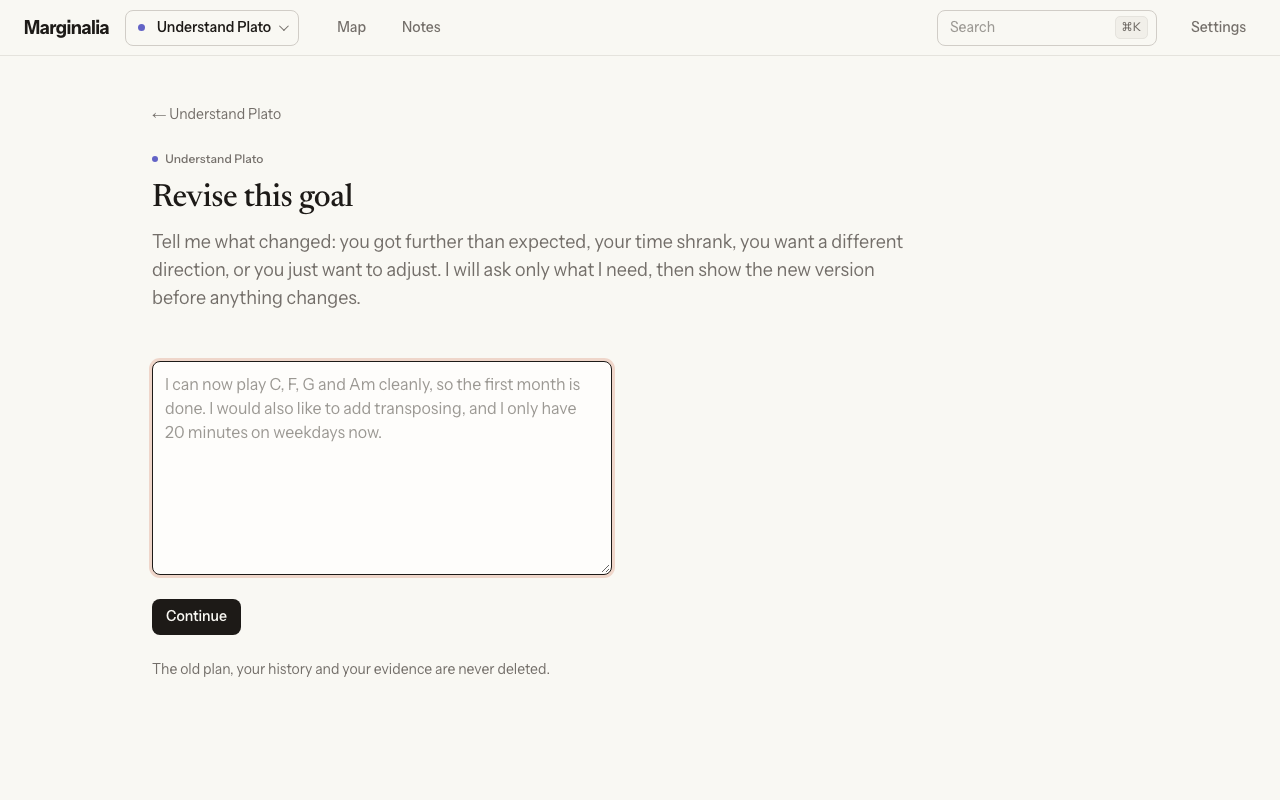 Marginalia
Understand Plato
Map
Notes
Search
⌘K
Settings
← Understand Plato
Understand Plato
Revise this goal
Tell me what changed: you got further than expected, your time shrank, you want a different
direction, or you just want to adjust. I will ask only what I need, then show the new version
before anything changes.
I can now play C, F, G and Am cleanly, so the first month is
done. I would also like to add transposing, and I only have
20 minutes on weekdays now.
Continue
The old plan, your history and your evidence are never deleted.